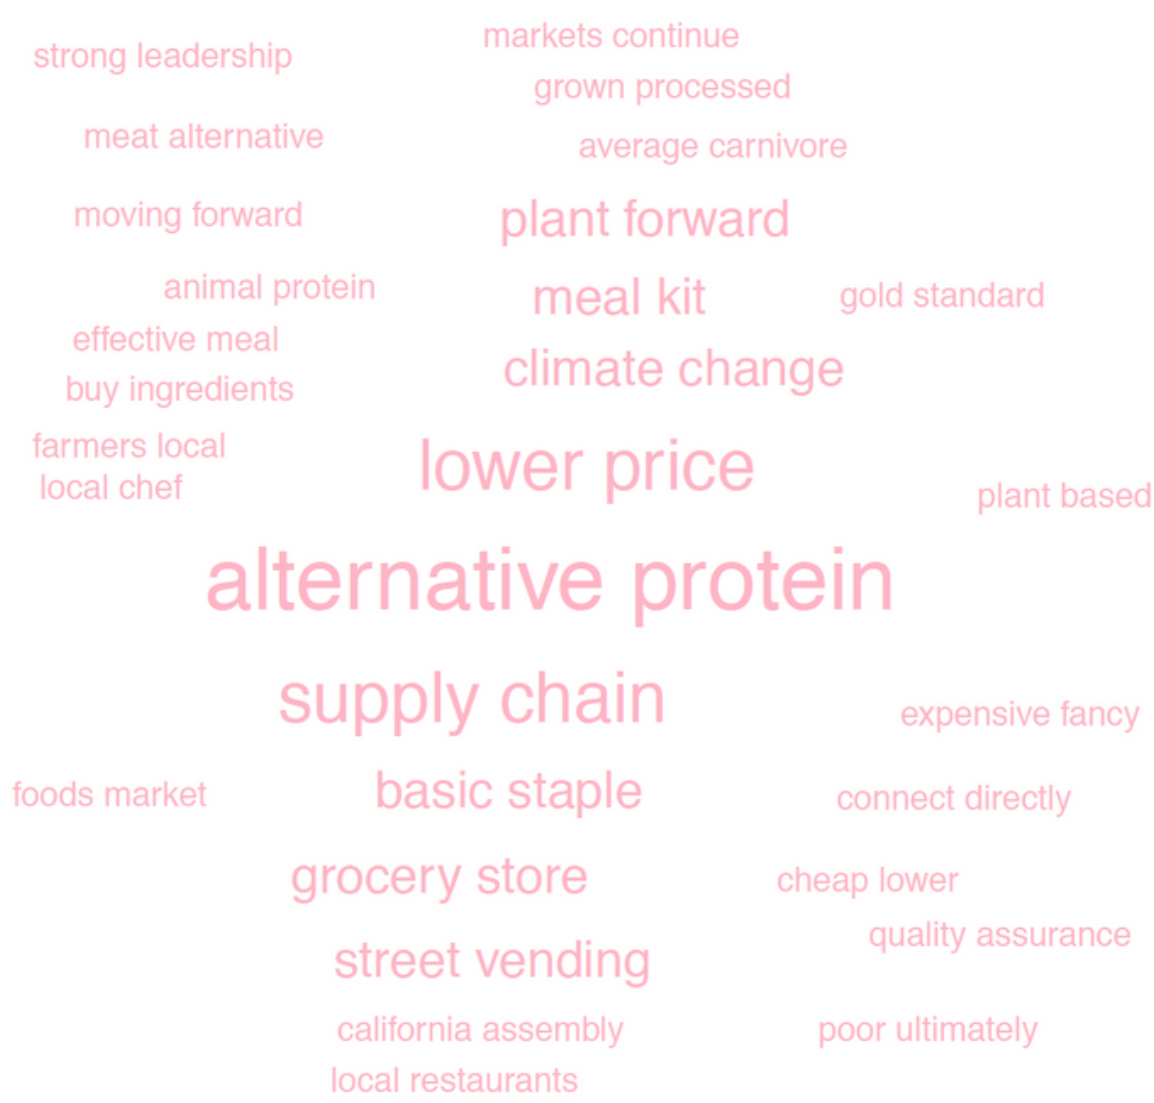 markets continue
strong leadership
grown processed
meat alternative
average carnivore
moving forward
plant forward
animal protein
meal kit
gold standard
effective meal
climate change
buy ingredients
farmers local
lower price
local chef
plant based
alternative protein
supply chain
expensive fancy
foods market
basic staple
connect directly
grocery store
cheap lower
quality assurance
street vending
california assembly
poor ultimately
local restaurants